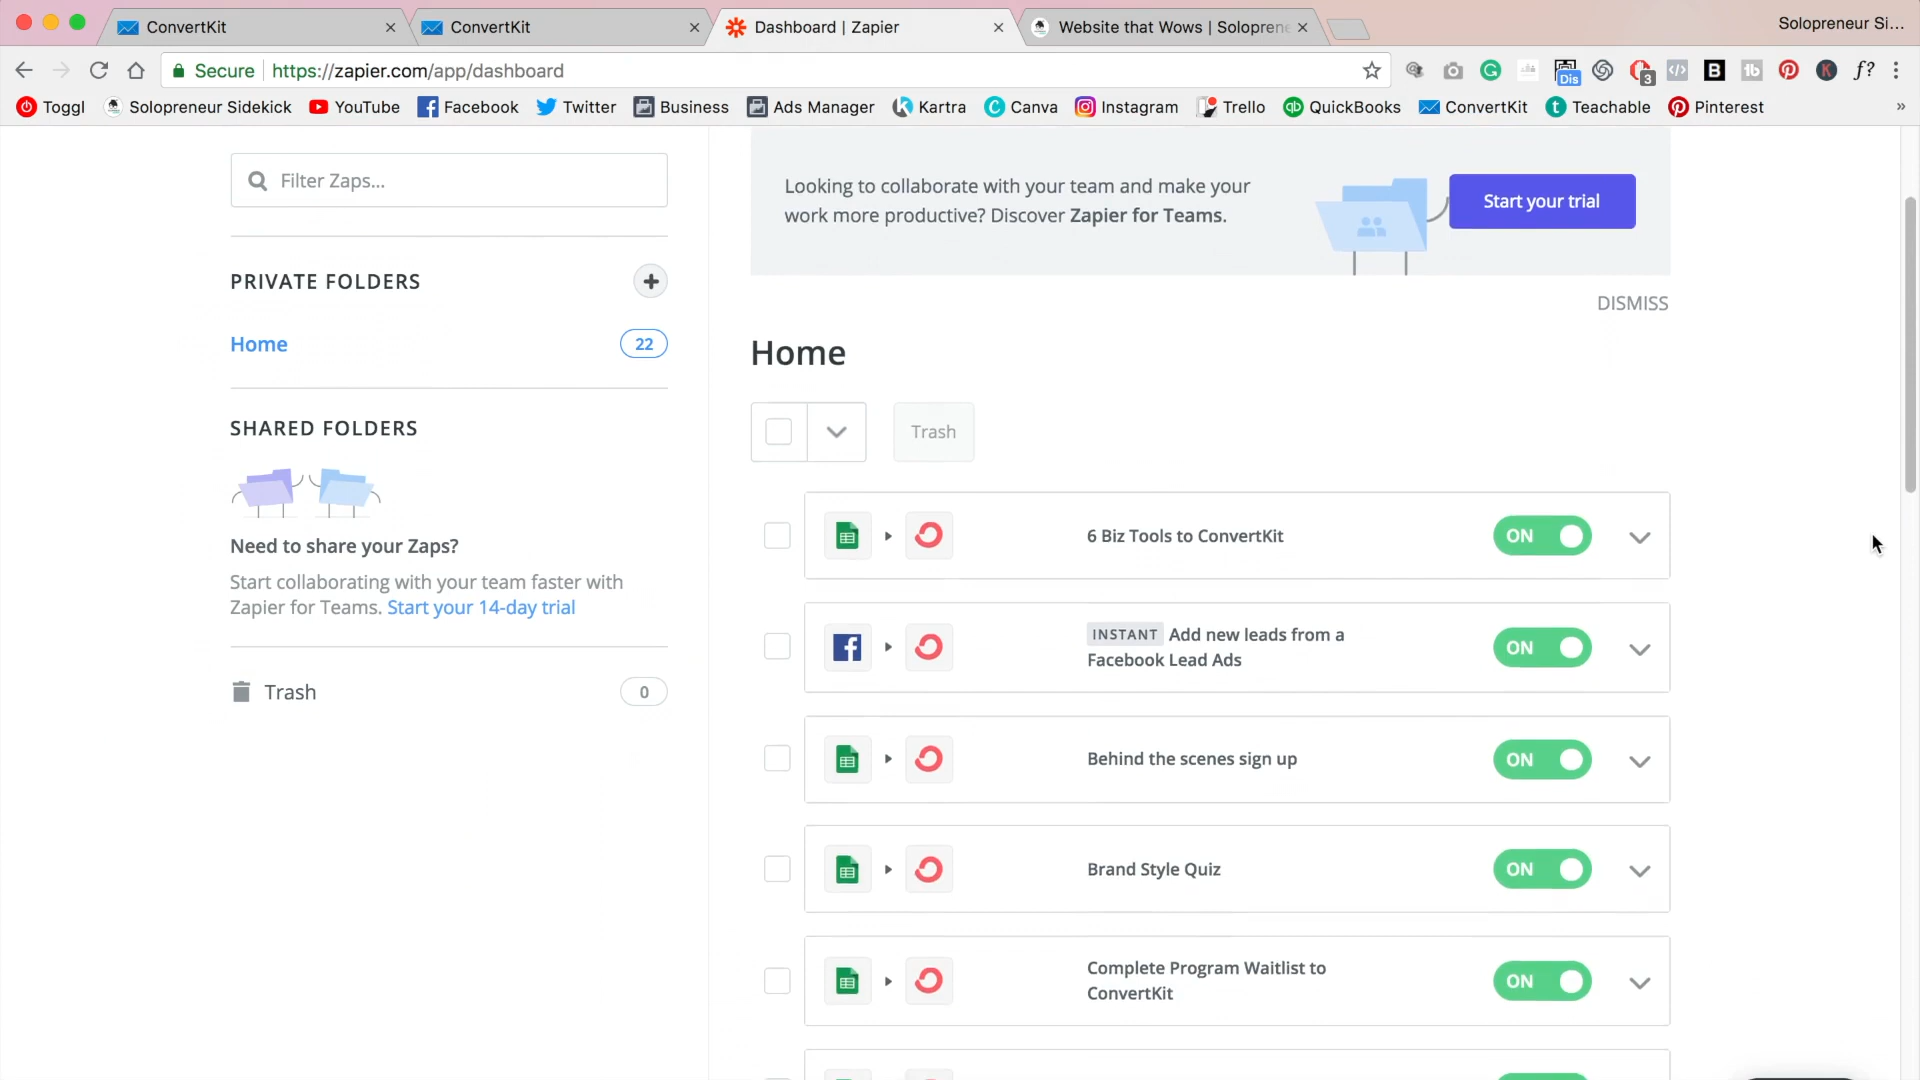 ConvertKit
ConvertKit
Dashboard | Zapier
Website that Wows | Soloprene
Solopreneur Si...
Secure
https://zapier.com/app/dashboard
Dis
3
f?
Toggl
Solopreneur Sidekick
YouTube
Facebook
Twitter
Business
Ads Manager
Kartra
Canva
Instagram
Trello
QuickBooks
ConvertKit
Teachable
Pinterest
»
Filter Zaps...
PRIVATE FOLDERS
Home
22
SHARED FOLDERS
Need to share your Zaps?
Start collaborating with your team faster with
Zapier for Teams. Start your 14-day trial
Trash
0
Looking to collaborate with your team and make your
work more productive? Discover Zapier for Teams.
Start your trial
DISMISS
Home
Trash
6 Biz Tools to ConvertKit
ON
INSTANT Add new leads from a
Facebook Lead Ads
ON
Behind the scenes sign up
ON
Brand Style Quiz
ON
Complete Program Waitlist to
ConvertKit
ON